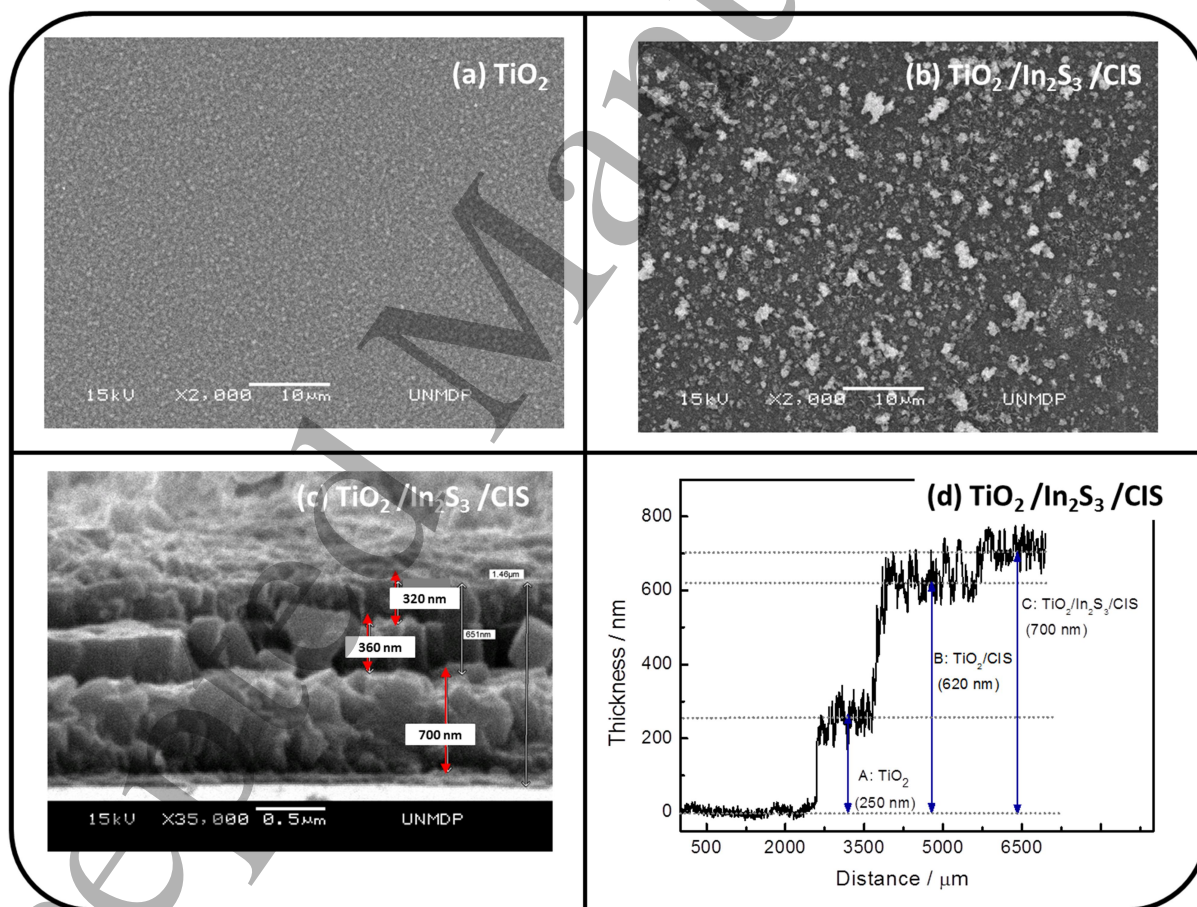 (a) TiO₂
15kV X2,000 10μm UNMDP
(b) TiO₂ /In₂S₃ /CIS
15kV X2,000 10μm UNMDP
(c) TiO₂ /In₂S₃ /CIS
1.46μm
320 nm
651nm
360 nm
700 nm
15kV X35,000 0.5μm UNMDP
(d) TiO₂ /In₂S₃ /CIS
800
600
400
200
0
Thickness / nm
C: TiO₂/In₂S₃/CIS
(700 nm)
B: TiO₂/CIS
(620 nm)
A: TiO₂
(250 nm)
500 2000 3500 5000 6500
Distance / μm